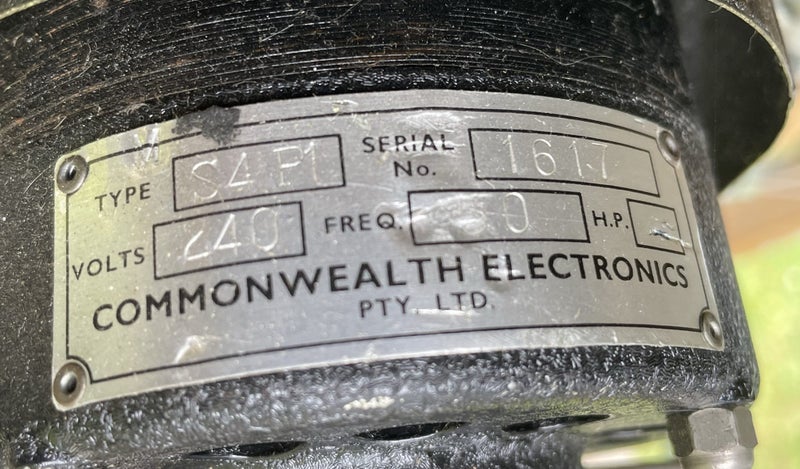 TYPE S4 P1 SERIAL No. 1617
VOLTS 240 FREQ. H.P.
COMMONWEALTH ELECTRONICS
PTY. LTD.